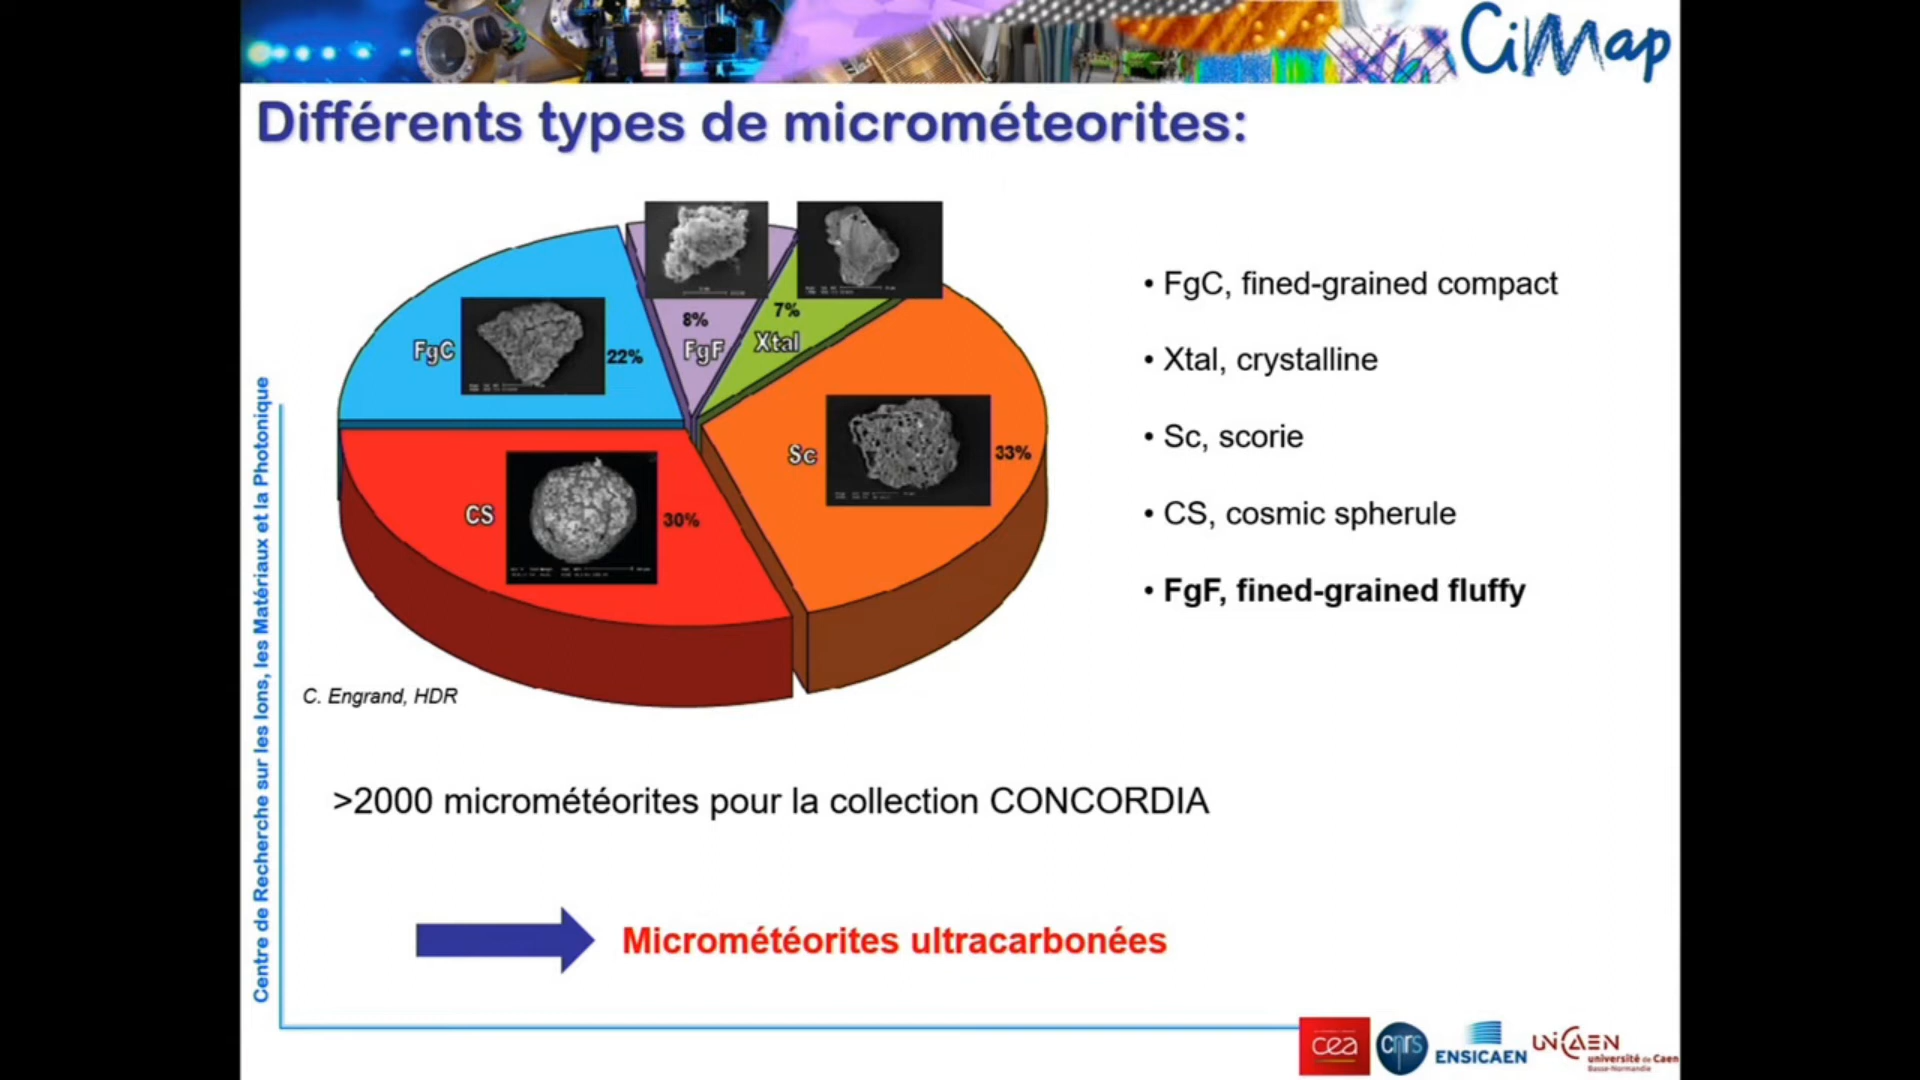 CiMap
Différents types de microméteorites:
8%
FgF
7%
Xtal
FgC
22%
Sc
33%
CS
30%
C. Engrand, HDR
• FgC, fined-grained compact
• Xtal, crystalline
• Sc, scorie
• CS, cosmic spherule
• FgF, fined-grained fluffy
>2000 micrométéorites pour la collection CONCORDIA
Micrométéorites ultracarbonées
Centre de Recherche sur les Ions, les Matériaux et la Photonique
cea
cnrs
ENSICAEN
UNICAEN
université de Caen
Basse-Normandie